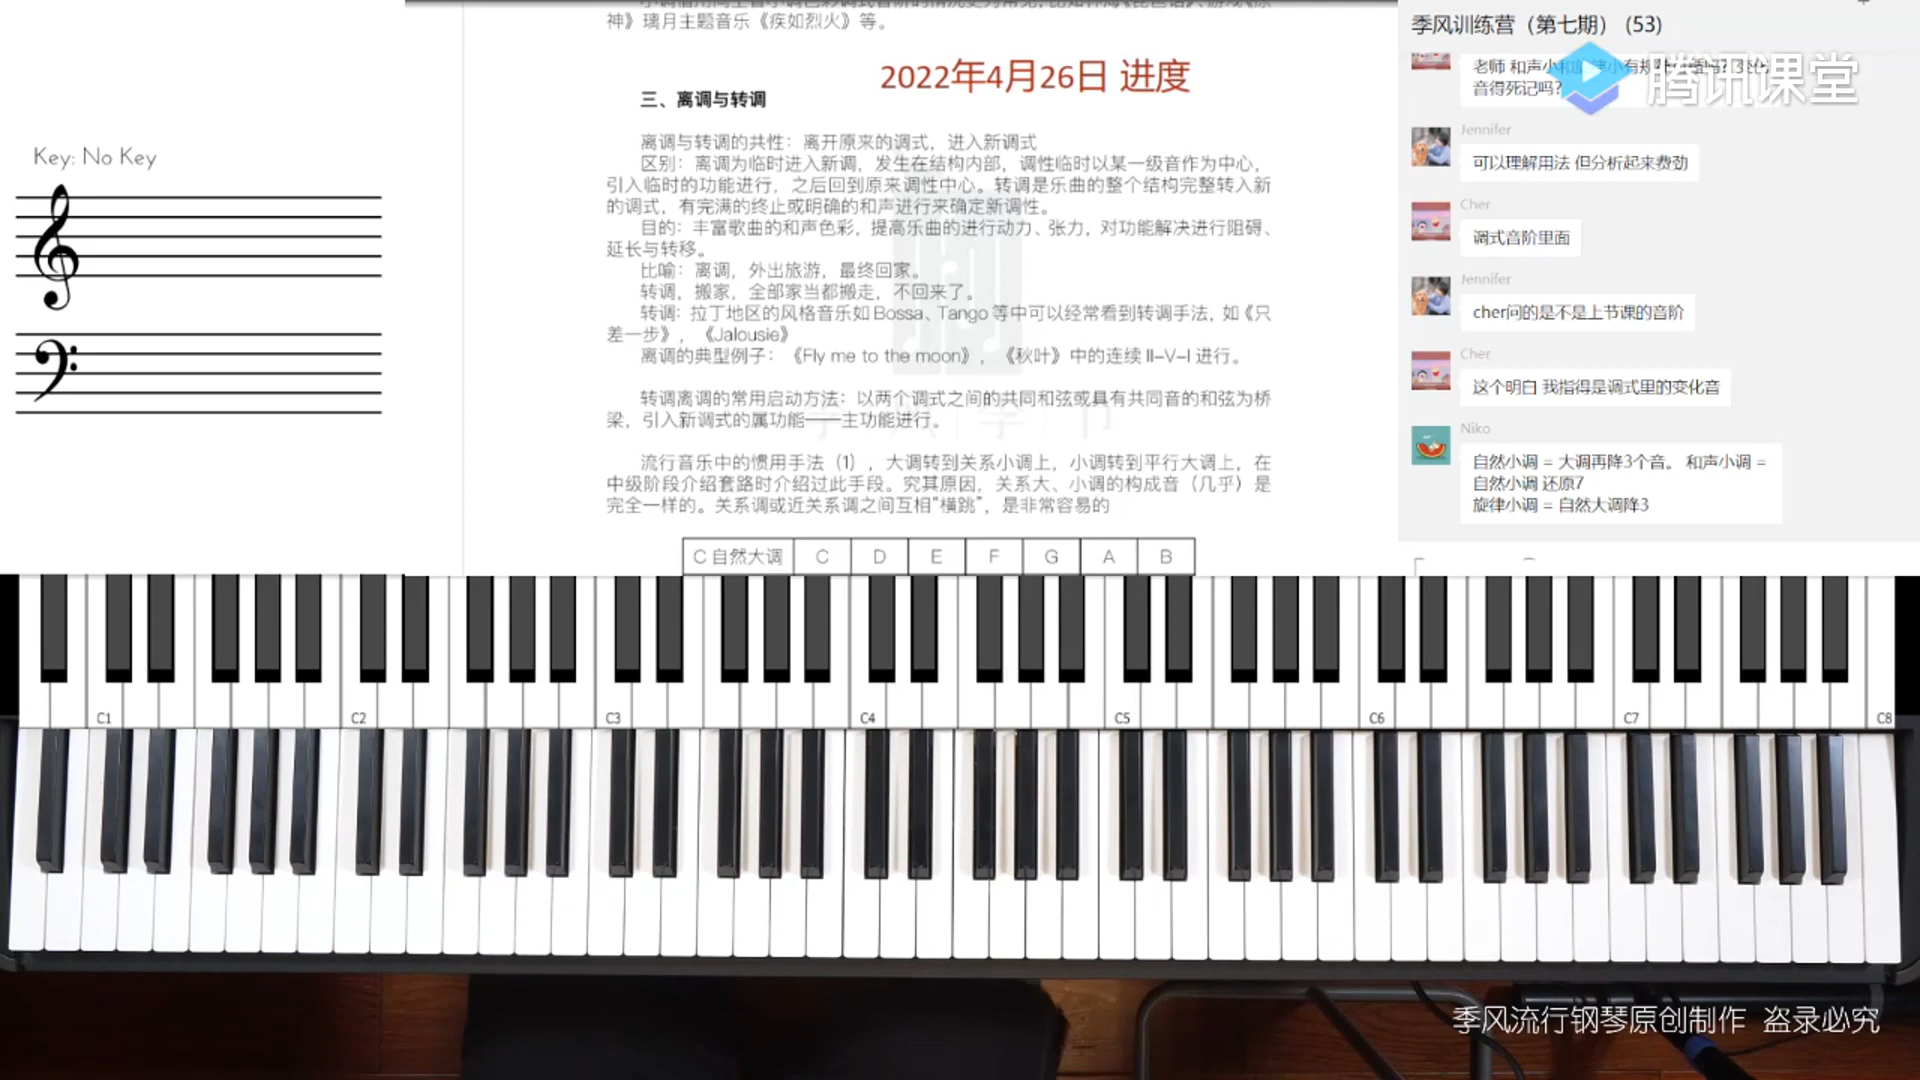 神》璃月主题音乐《疾如烈火》等。
2022年4月26日 进度
三、离调与转调
离调与转调的共性：离开原来的调式，进入新调式
区别：离调为临时进入新调，发生在结构内部，调性临时以某一级音作为中心，
引入临时的功能进行，之后回到原来调性中心。转调是乐曲的整个结构完整转入新
的调式，有完满的终止或明确的和声进行来确定新调性。
目的：丰富歌曲的和声色彩，提高乐曲的进行动力、张力，对功能解决进行阻碍、
延长与转移。
比喻：离调，外出旅游，最终回家。
转调，搬家，全部家当都搬走，不回来了。
转调：拉丁地区的风格音乐如Bossa、Tango等中可以经常看到转调手法，如《只
差一步》，《Jalousie》
离调的典型例子：《Fly me to the moon》，《秋叶》中的连续II-V-I进行。
转调离调的常用启动方法：以两个调式之间的共同和弦或具有共同音的和弦为桥
梁，引入新调式的属功能——主功能进行。
流行音乐中的惯用手法（1），大调转到关系小调上，小调转到平行大调上，在
中级阶段介绍套路时介绍过此手段。究其原因，关系大、小调的构成音（几乎）是
完全一样的。关系调或近关系调之间互相“横跳”，是非常容易的
C自然大调 C D E F G A B
Key: No Key
季风训练营（第七期） (53)
腾讯课堂
音得死记吗?
Jennifer
可以理解用法 但分析起来费劲
Cher
调式音阶里面
Jennifer
cher问的是不是上节课的音阶
Cher
这个明白 我指得是调式里的变化音
Niko
自然小调 = 大调再降3个音。 和声小调 =
自然小调 还原7
旋律小调 = 自然大调降3
C1 C2 C3 C4 C5 C6 C7 C8
季风流行钢琴原创制作 盗录必究